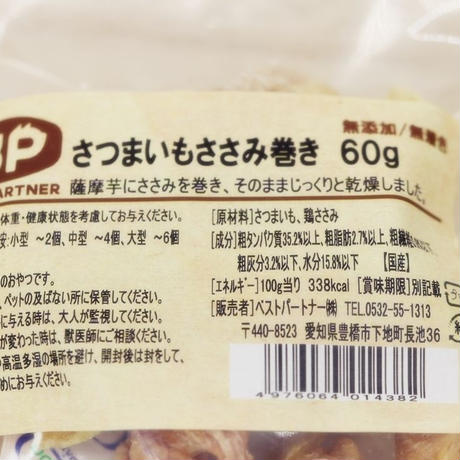 BP
さつまいもささみ巻き 60g
無添加/無着色
PARTNER
薩摩芋にささみを巻き、そのままじっくりと乾燥しました。
体重・健康状態を考慮してお与えください。
安:小型 ~2個、中型 ~4個、大型 ~6個
のおやつです。
、ペットの及ばない所に保管してください。
に与える時は、大人が監視してください。
が変わった時は、獣医師にご相談ください。
や高温多湿の場所を避け、開封後は封をして、
めにお与えください。
[原材料]さつまいも、鶏ささみ
[成分]粗タンパク質35.2%以上、粗脂肪2.7%以上、粗繊維
粗灰分3.2%以下、水分15.8%以下 【国産】
[エネルギー]100g当り 338kcal [賞味期限]別記載
[販売者]ベストパートナー㈱ TEL.0532-55-1313
〒440-8523 愛知県豊橋市下地町長池36
4976064014382